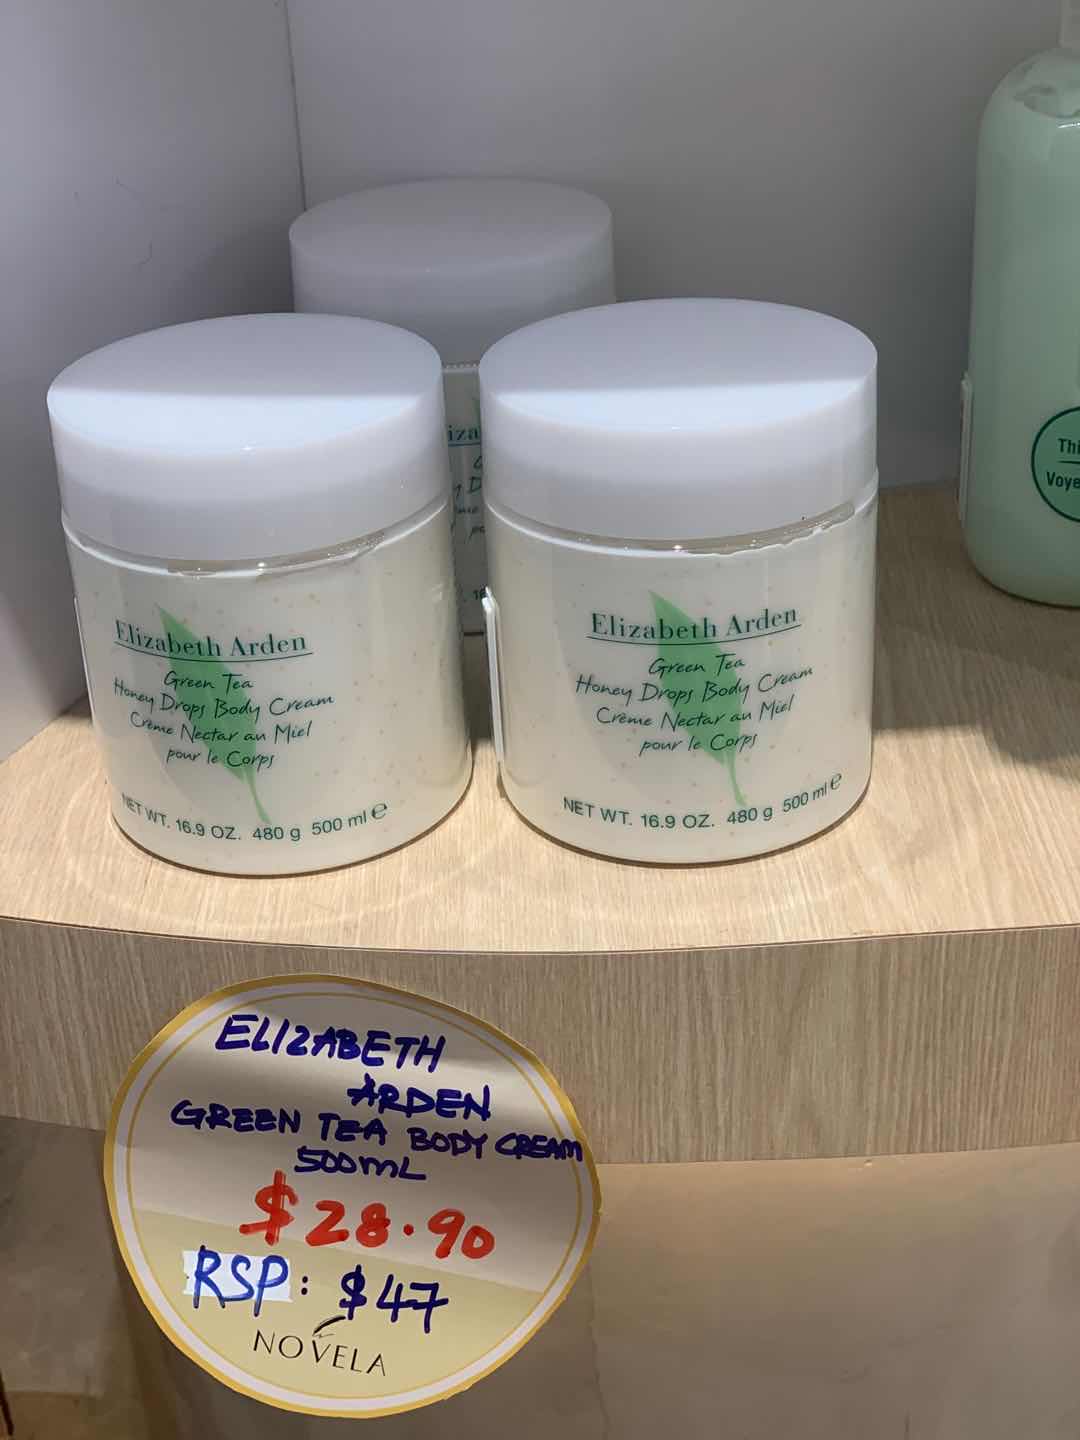 Elizabeth Arden
Green Tea
Honey Drops Body Cream
Crème Nectar au Miel
pour le Corps
NET WT. 16.9 OZ. 480 g 500 ml ℮
Elizabeth Arden
Green Tea
Honey Drops Body Cream
Crème Nectar au Miel
pour le Corps
NET WT. 16.9 OZ. 480 g 500 ml ℮
ELIZABETH
ARDEN
GREEN TEA BODY CREAM
500mL
$28.90
RSP: $47
NOVELA